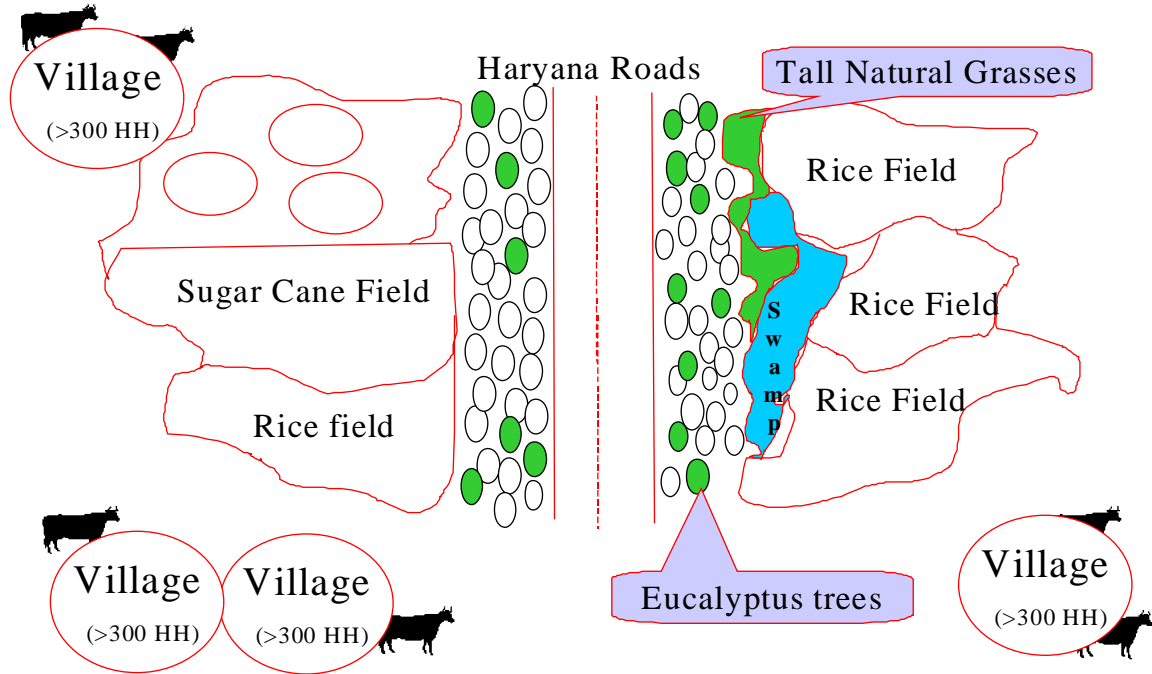 Village
(>300 HH)
Haryana Roads
Tall Natural Grasses
Rice Field
Sugar Cane Field
Rice Field
Swamp
Rice field
Rice Field
Village
(>300 HH)
Village
(>300 HH)
Eucalyptus trees
Village
(>300 HH)